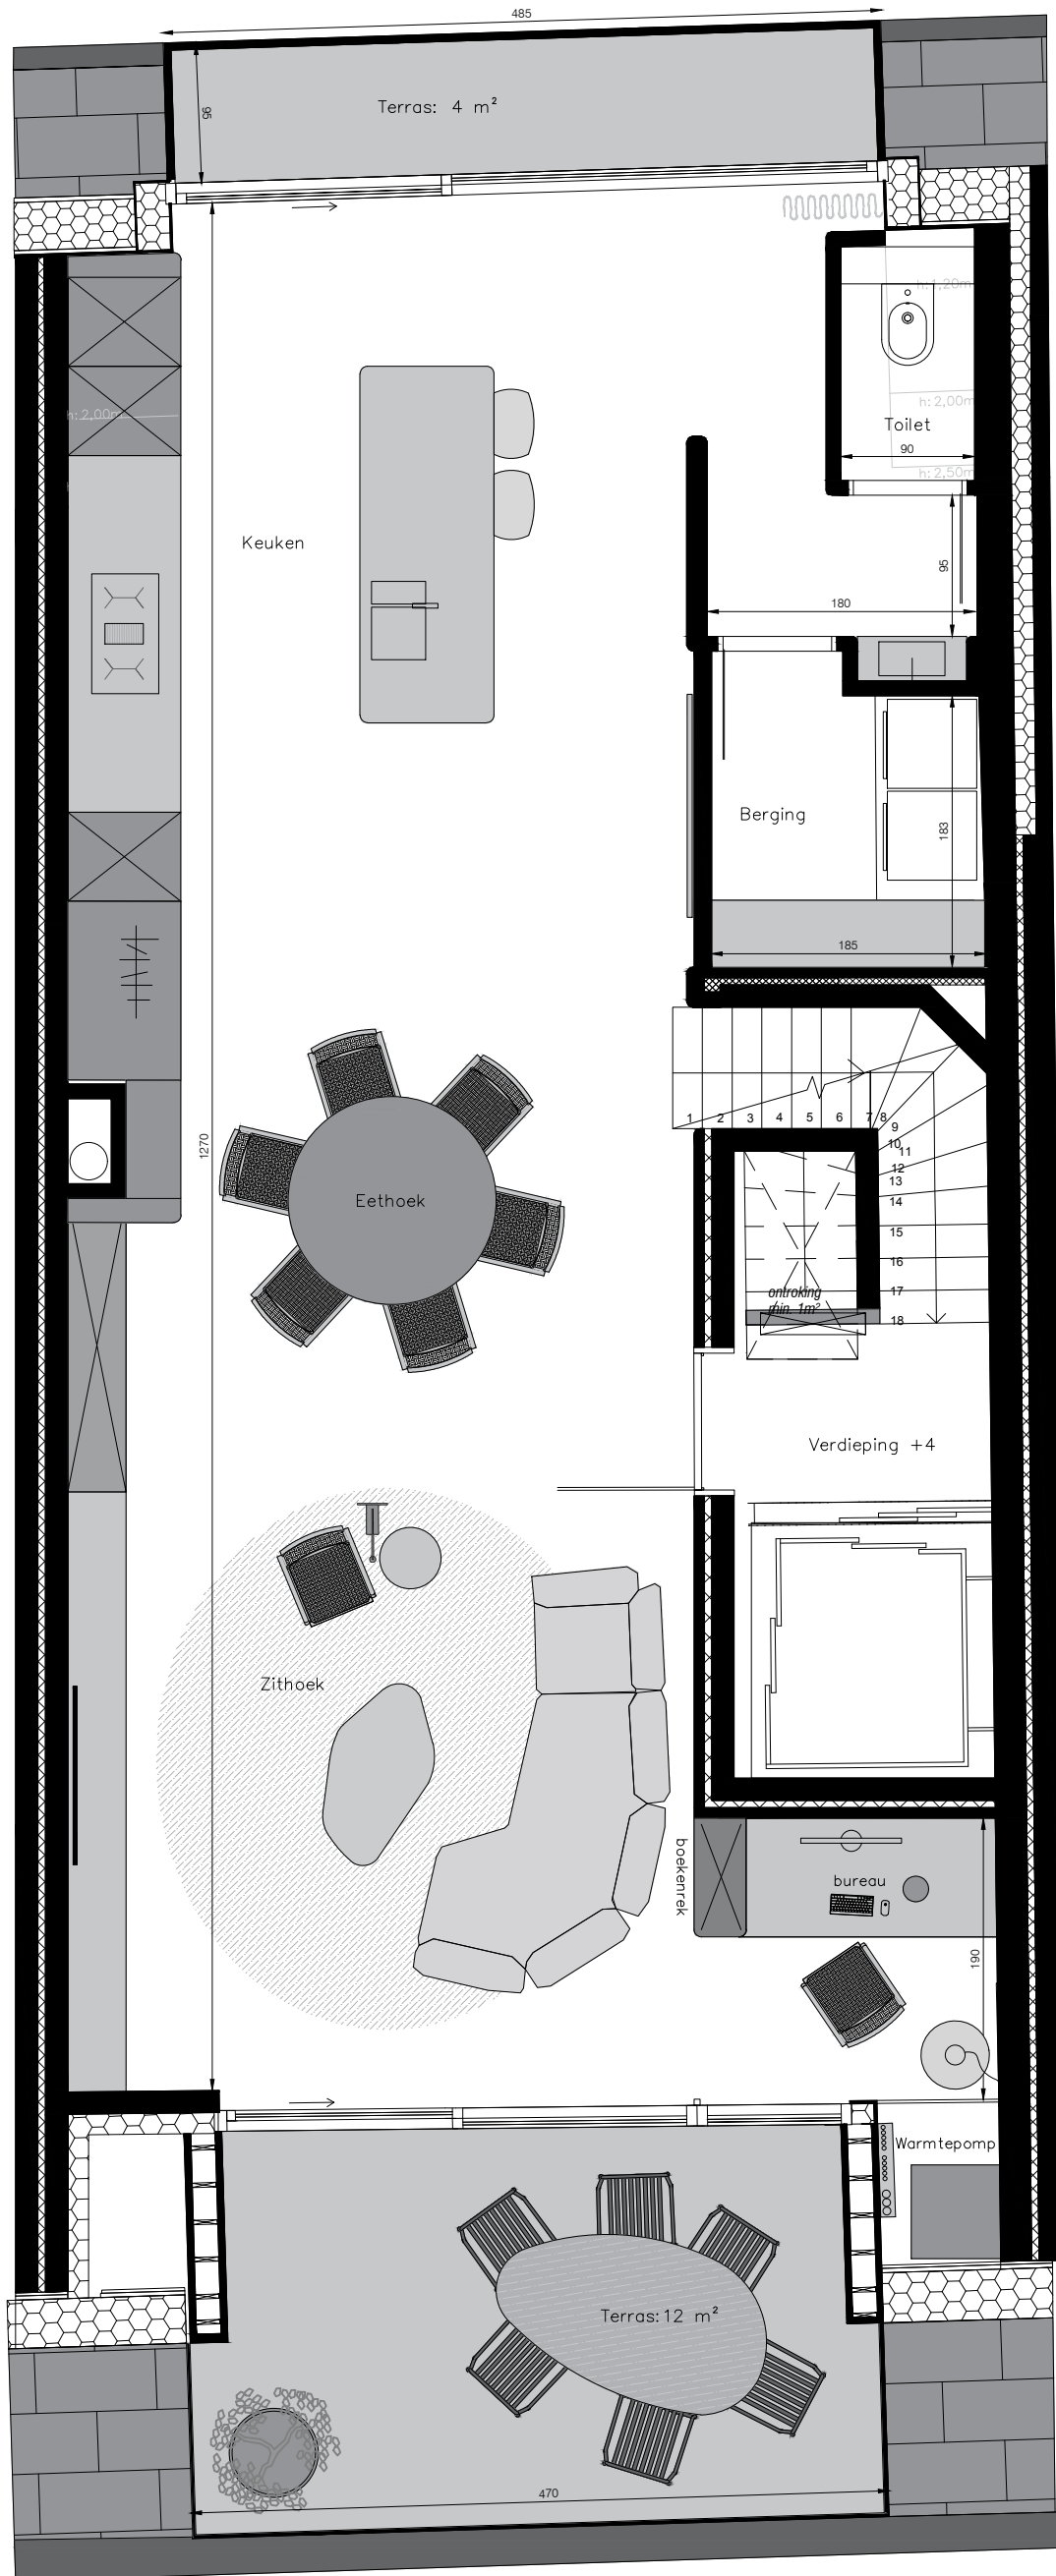 485
Terras: 4 m²
95
h: 1,20m
h: 2,00m
h: 2,00m
Toilet
90
h: 2,50m
Keuken
95
180
Berging
183
185
1 2 3 4 5 6 7 8
9
10
11
12
13
14
15
16
17
18
1270
Eethoek
ontroking
min. 1m²
Verdieping +4
Zithoek
boekenrek
bureau
190
Warmtepomp
Terras: 12 m²
470